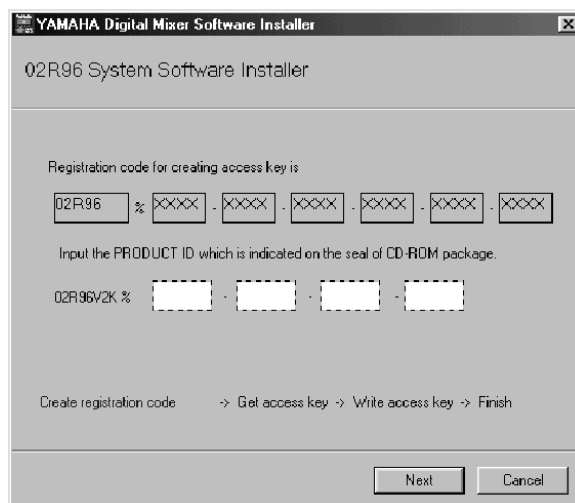 YAMAHA Digital Mixer Software Installer
02R96 System Software Installer
Registration code for creating access key is
02R96 % XXXX - XXXX - XXXX - XXXX - XXXX - XXXX
Input the PRODUCT ID which is indicated on the seal of CD-ROM package.
02R96V2K % - - -
Create registration code -> Get access key -> Write access key -> Finish
Next Cancel